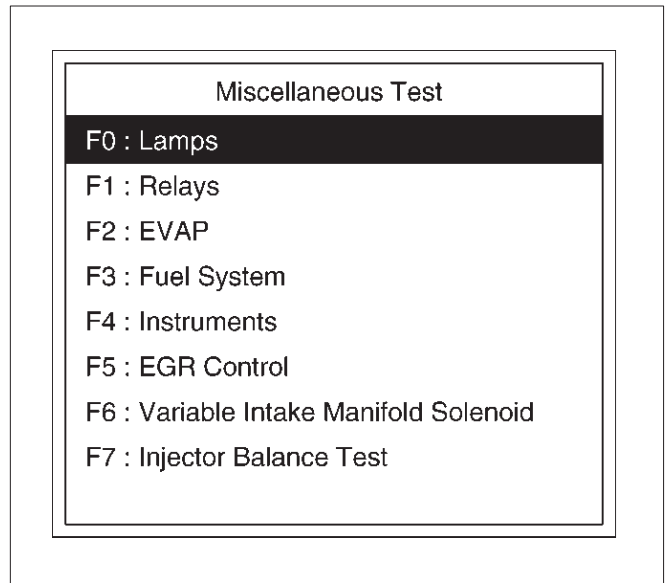 Miscellaneous Test
F0 : Lamps
F1 : Relays
F2 : EVAP
F3 : Fuel System
F4 : Instruments
F5 : EGR Control
F6 : Variable Intake Manifold Solenoid
F7 : Injector Balance Test